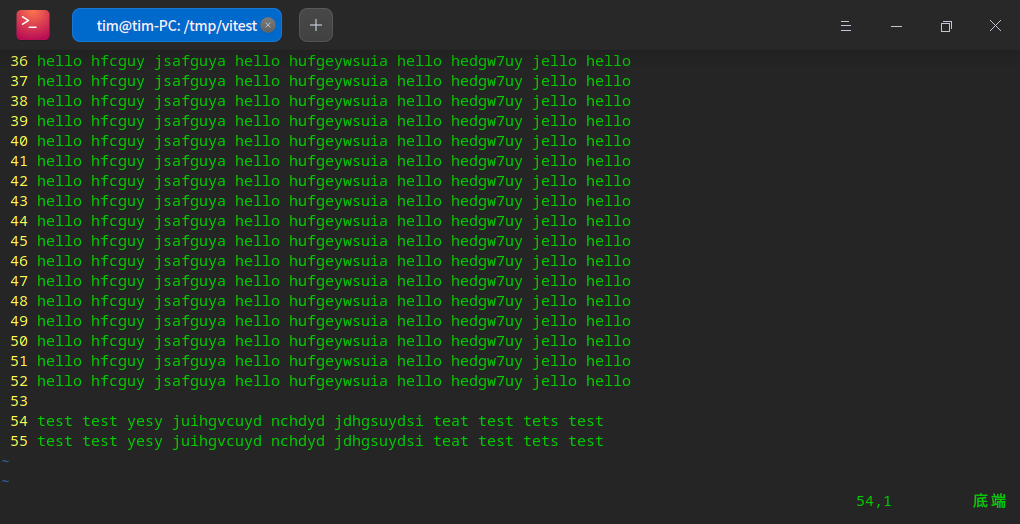 >_ tim@tim-PC: /tmp/vitest × +
36 hello hfcguy jsafguya hello hufgeywsuia hello hedgw7uy jello hello
37 hello hfcguy jsafguya hello hufgeywsuia hello hedgw7uy jello hello
38 hello hfcguy jsafguya hello hufgeywsuia hello hedgw7uy jello hello
39 hello hfcguy jsafguya hello hufgeywsuia hello hedgw7uy jello hello
40 hello hfcguy jsafguya hello hufgeywsuia hello hedgw7uy jello hello
41 hello hfcguy jsafguya hello hufgeywsuia hello hedgw7uy jello hello
42 hello hfcguy jsafguya hello hufgeywsuia hello hedgw7uy jello hello
43 hello hfcguy jsafguya hello hufgeywsuia hello hedgw7uy jello hello
44 hello hfcguy jsafguya hello hufgeywsuia hello hedgw7uy jello hello
45 hello hfcguy jsafguya hello hufgeywsuia hello hedgw7uy jello hello
46 hello hfcguy jsafguya hello hufgeywsuia hello hedgw7uy jello hello
47 hello hfcguy jsafguya hello hufgeywsuia hello hedgw7uy jello hello
48 hello hfcguy jsafguya hello hufgeywsuia hello hedgw7uy jello hello
49 hello hfcguy jsafguya hello hufgeywsuia hello hedgw7uy jello hello
50 hello hfcguy jsafguya hello hufgeywsuia hello hedgw7uy jello hello
51 hello hfcguy jsafguya hello hufgeywsuia hello hedgw7uy jello hello
52 hello hfcguy jsafguya hello hufgeywsuia hello hedgw7uy jello hello
53
54 test test yesy juihgvcuyd nchdyd jdhgsuydsi teat test tets test
55 test test yesy juihgvcuyd nchdyd jdhgsuydsi teat test tets test
~
~
54,1 底端